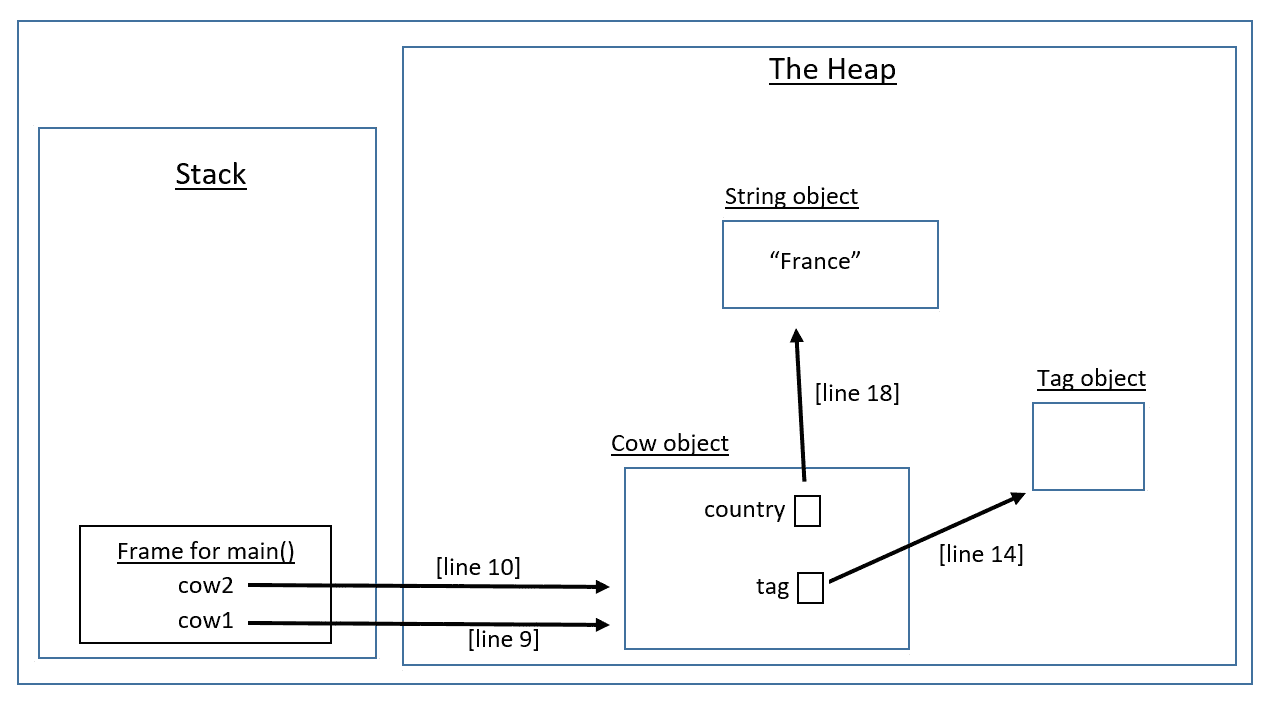 The Heap
Stack
String object
“France”
[line 18]
Tag object
Cow object
country
[line 14]
tag
Frame for main()
cow2
[line 10]
cow1
[line 9]